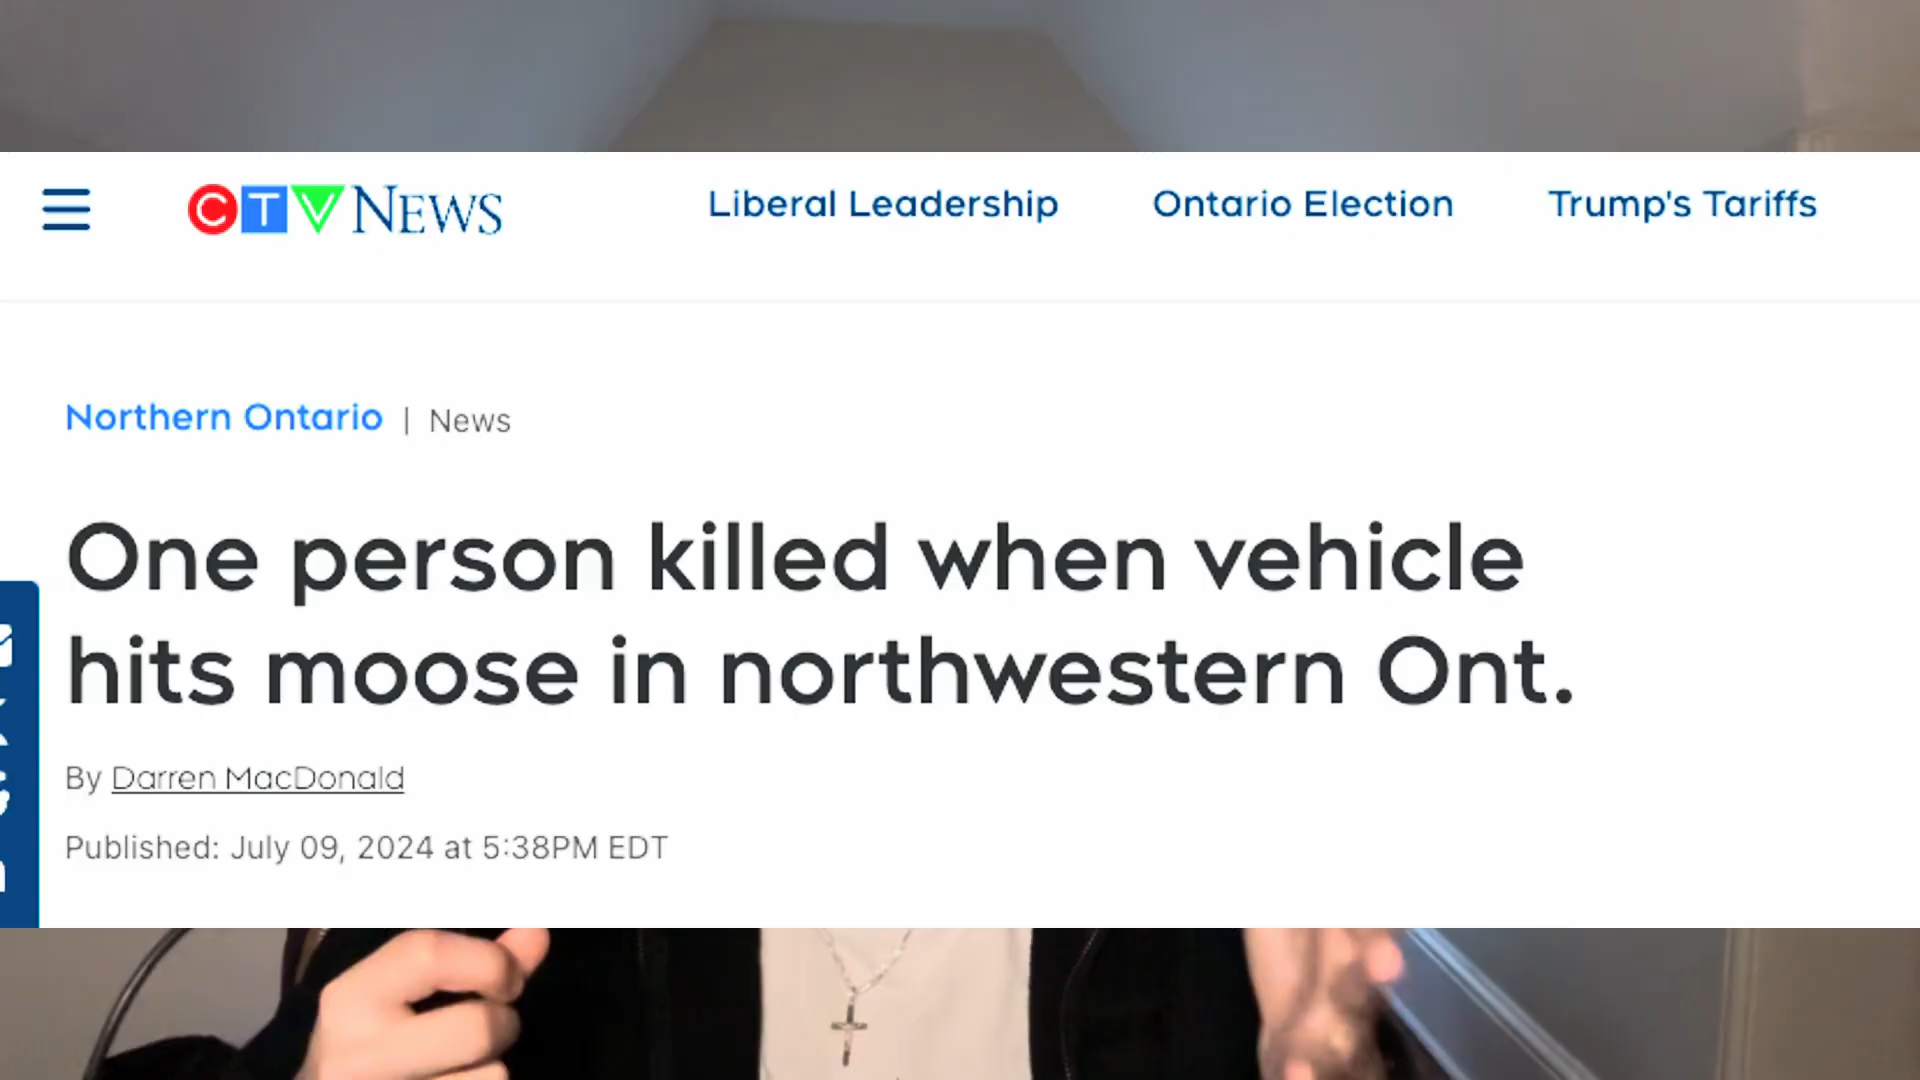 CTV NEWS
Liberal Leadership Ontario Election Trump's Tariffs
Northern Ontario | News
One person killed when vehicle
hits moose in northwestern Ont.
By Darren MacDonald
Published: July 09, 2024 at 5:38PM EDT